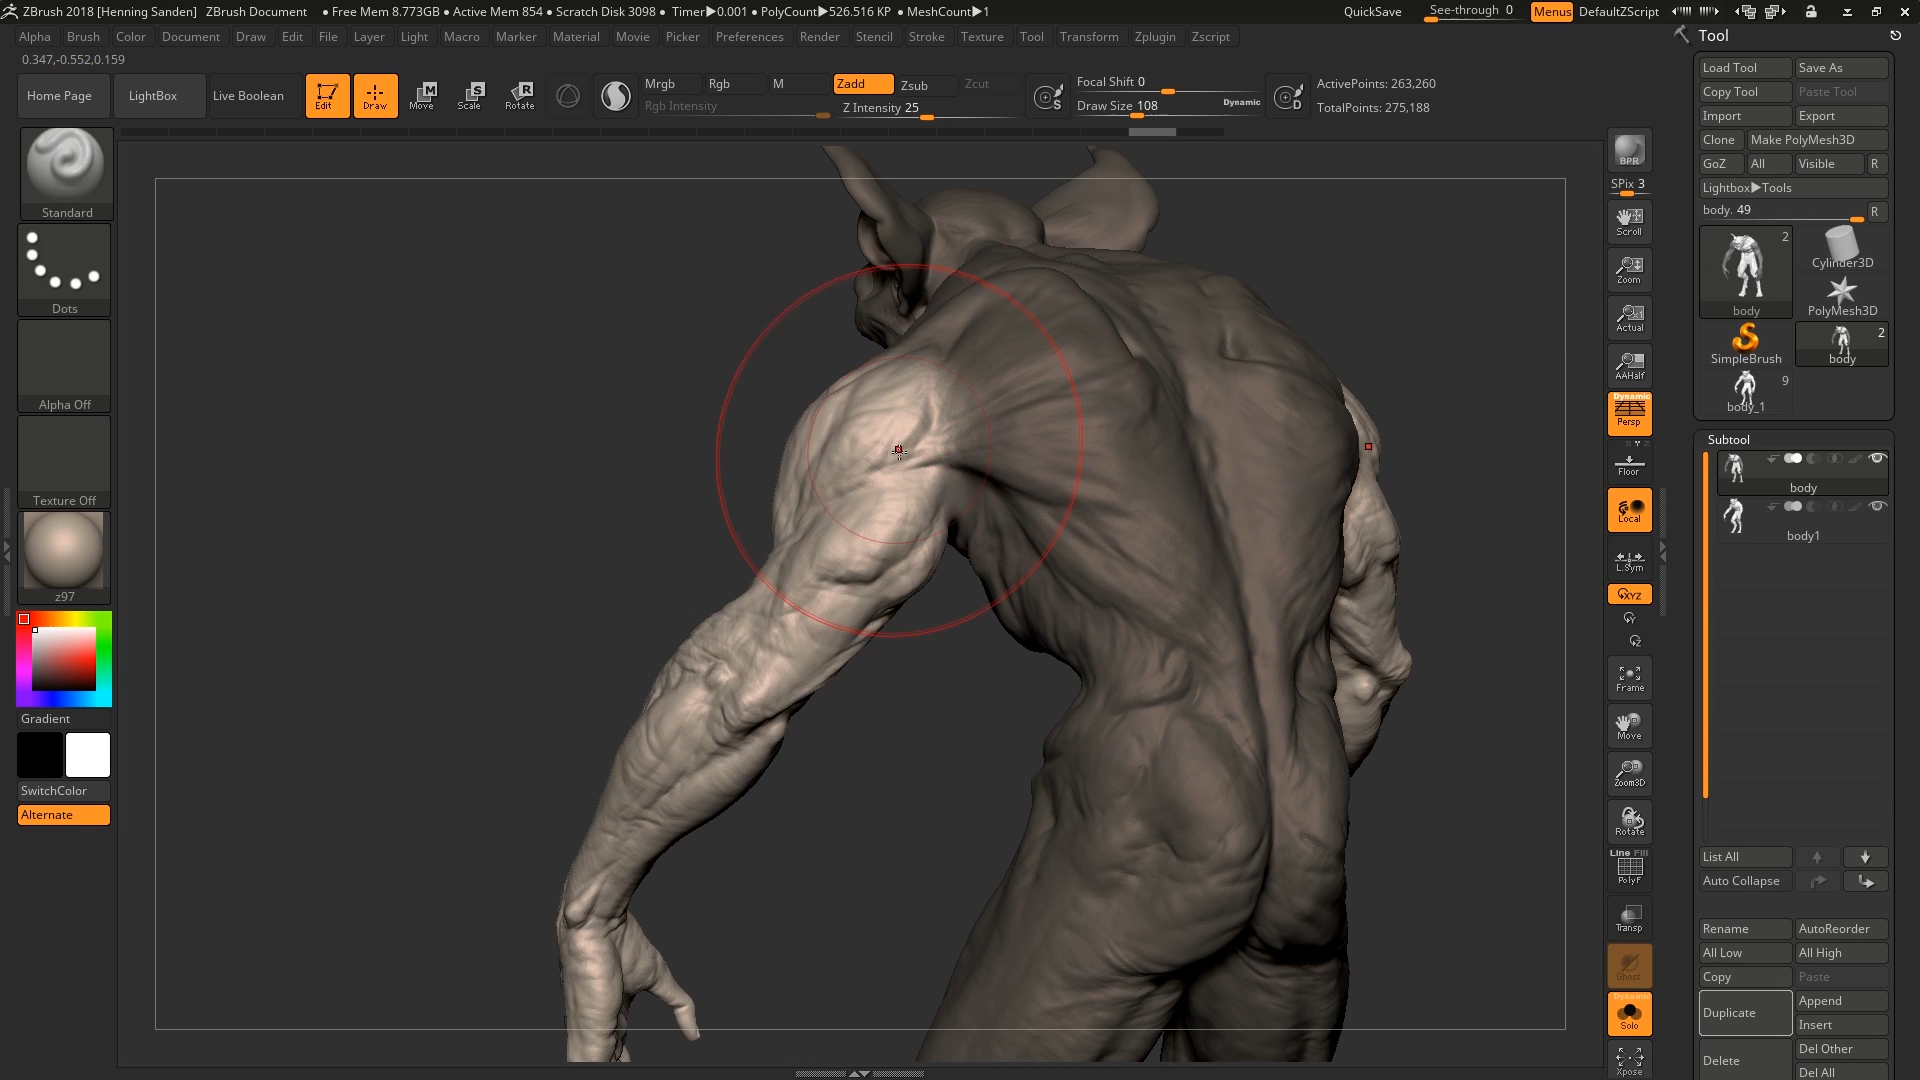 ZBrush 2018 [Henning Sanden] ZBrush Document • Free Mem 8.773GB • Active Mem 854 • Scratch Disk 3098 • Timer▶0.001 • PolyCount▶526.516 KP • MeshCount▶1 QuickSave See-through 0 Menus DefaultZScript
Alpha Brush Color Document Draw Edit File Layer Light Macro Marker Material Movie Picker Preferences Render Stencil Stroke Texture Tool Transform Zplugin Zscript
0.347,-0.552,0.159
Home Page LightBox Live Boolean Edit Draw Move Scale Rotate
M S R
Mrgb Rgb M Zadd Zsub Zcut
Rgb Intensity Z Intensity 25
S
Focal Shift 0
Draw Size 108 Dynamic
D
ActivePoints: 263,260
TotalPoints: 275,188
Standard
Dots
Alpha Off
Texture Off
z97
Gradient
SwitchColor
Alternate
BPR
SPix 3
Scroll
Zoom
Actual
AAHalf
Dynamic
Persp
Floor
Local
L.Sym
XYZ
Y
Z
Frame
Move
Zoom3D
Rotate
Line Fill
PolyF
Transp
Ghost
Dynamic
Solo
Xpose
Tool
Load Tool Save As
Copy Tool Paste Tool
Import Export
Clone Make PolyMesh3D
GoZ All Visible R
Lightbox▶Tools
body. 49 R
2
body
Cylinder3D
PolyMesh3D
SimpleBrush
2
body
9
body_1
Subtool
body
body1
List All
Auto Collapse
Rename AutoReorder
All Low All High
Copy Paste
Duplicate Append
Insert
Delete Del Other
Del All